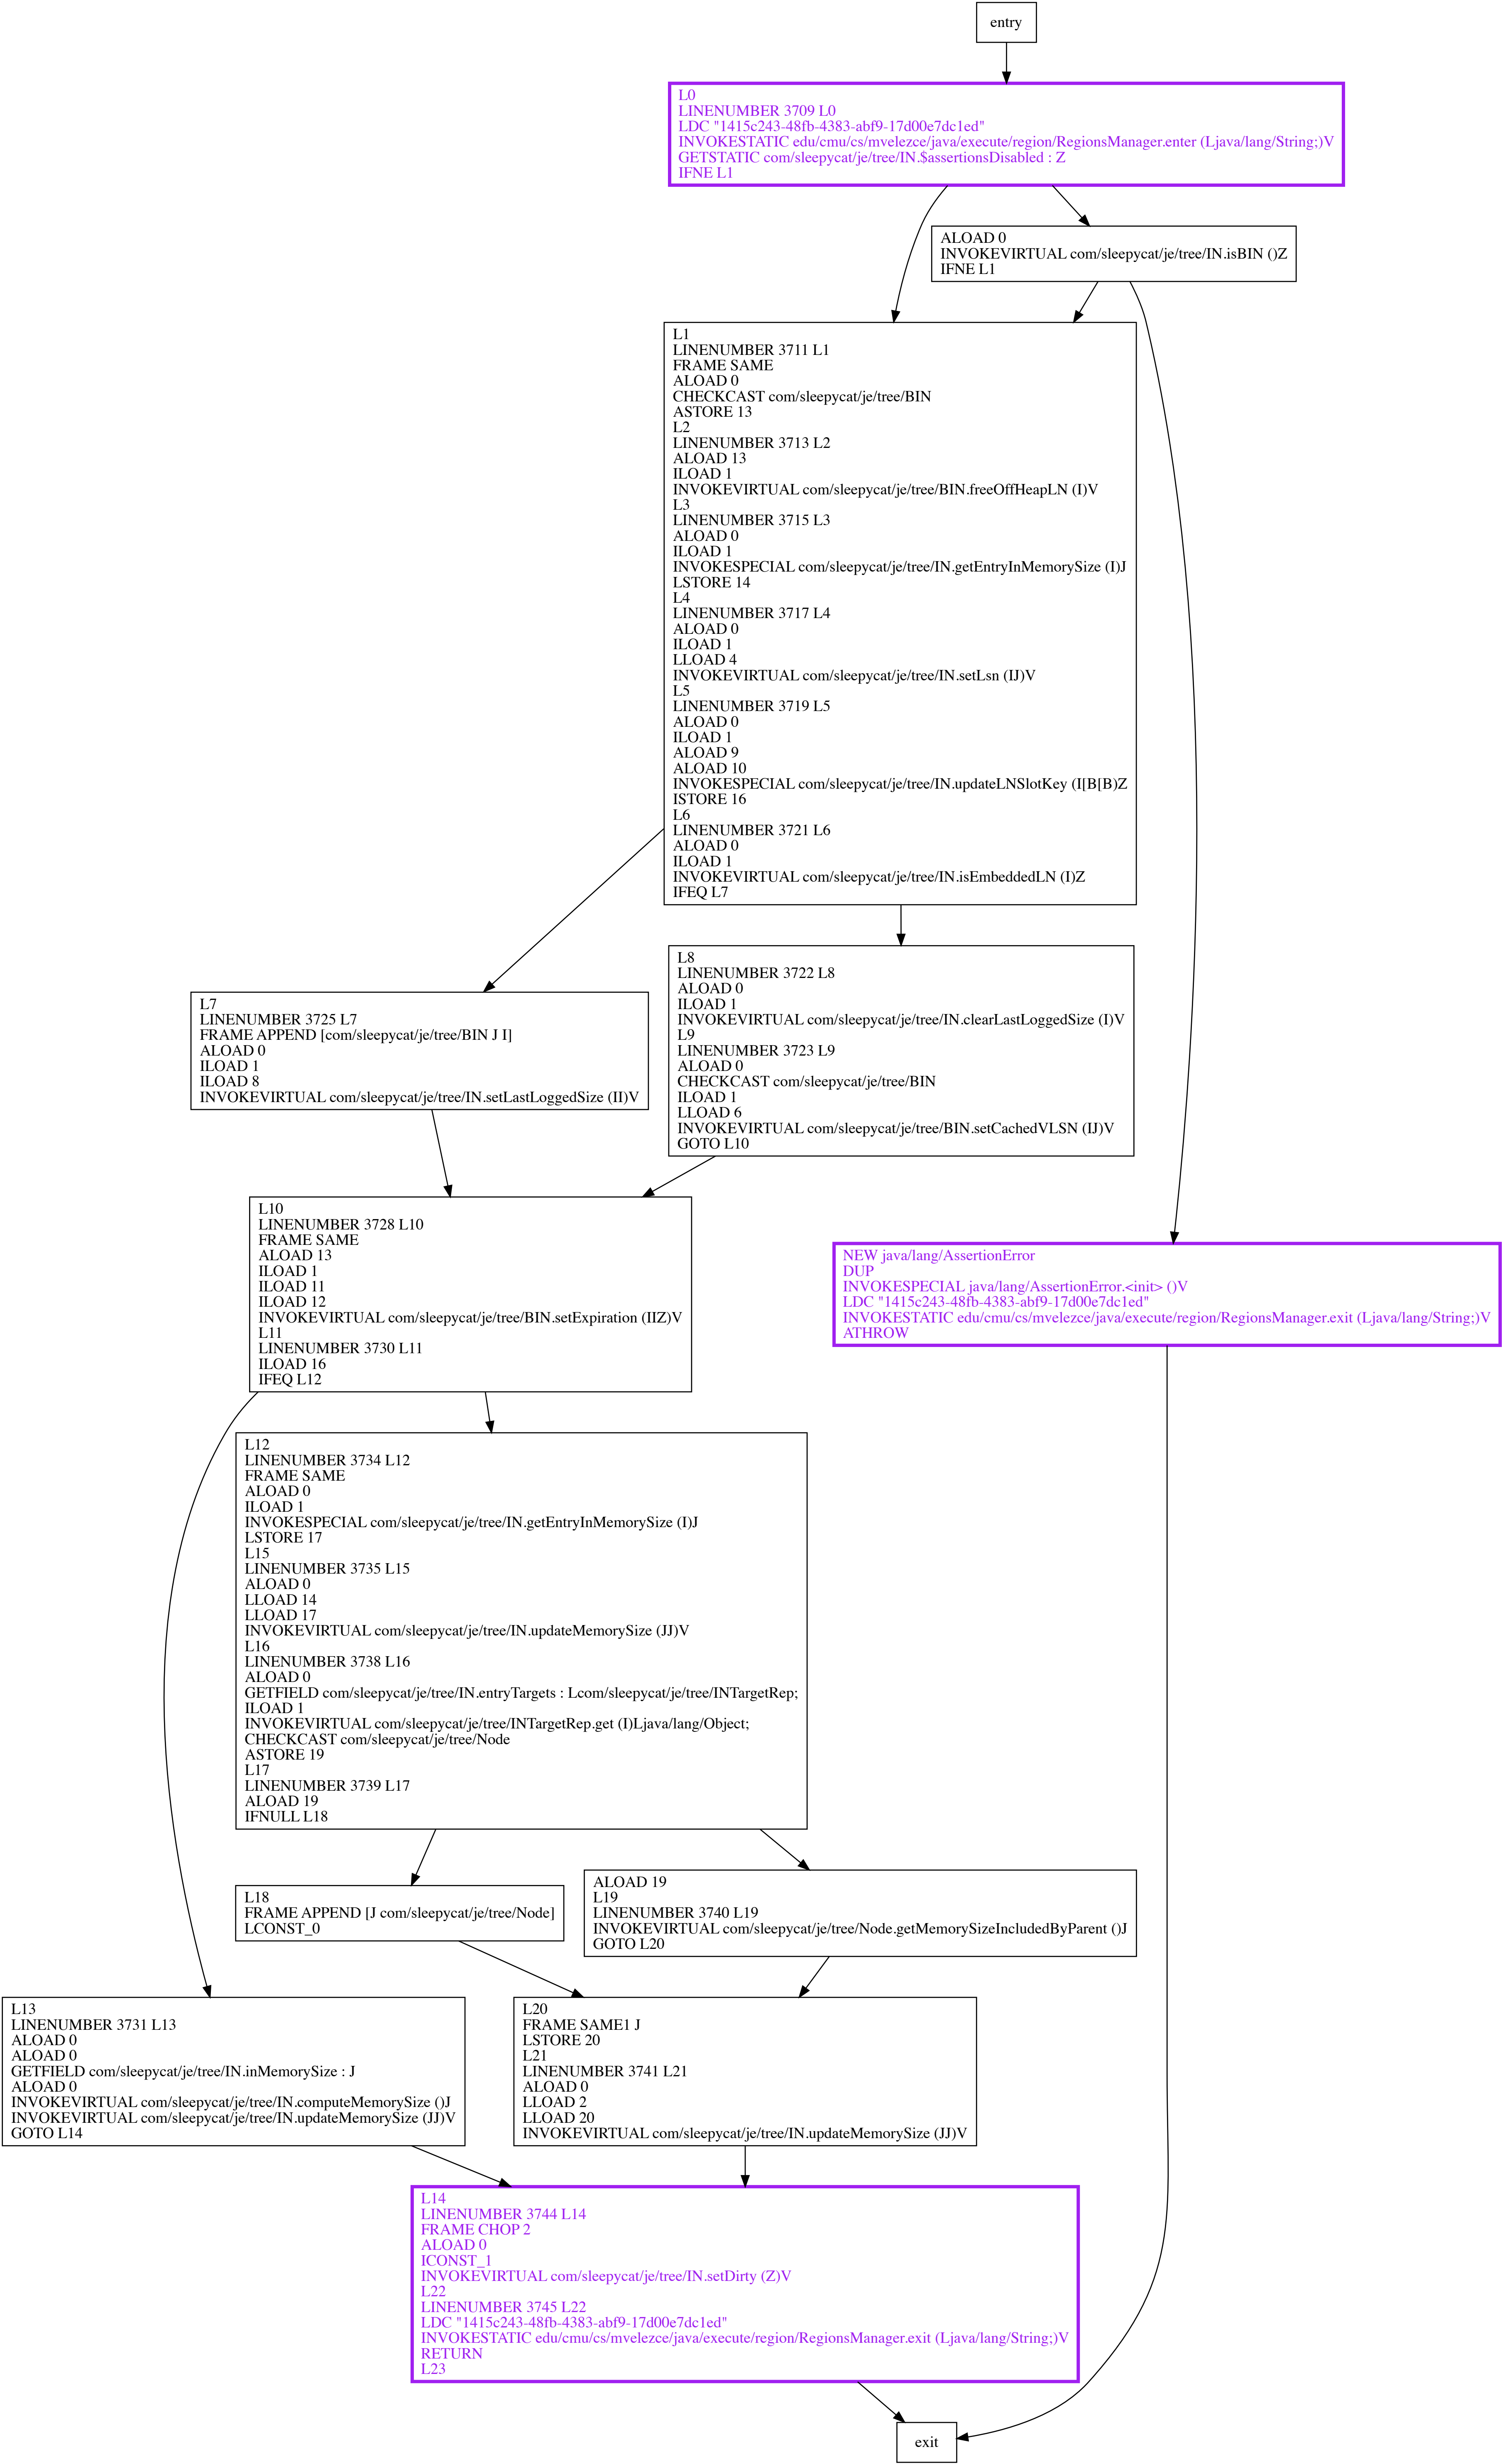 entry
L0
LINENUMBER 3709 L0
LDC "1415c243-48fb-4383-abf9-17d00e7dc1ed"
INVOKESTATIC edu/cmu/cs/mvelezce/java/execute/region/RegionsManager.enter (Ljava/lang/String;)V
GETSTATIC com/sleepycat/je/tree/IN.$assertionsDisabled : Z
IFNE L1
ALOAD 0
INVOKEVIRTUAL com/sleepycat/je/tree/IN.isBIN ()Z
IFNE L1
L1
LINENUMBER 3711 L1
FRAME SAME
ALOAD 0
CHECKCAST com/sleepycat/je/tree/BIN
ASTORE 13
L2
LINENUMBER 3713 L2
ALOAD 13
ILOAD 1
INVOKEVIRTUAL com/sleepycat/je/tree/BIN.freeOffHeapLN (I)V
L3
LINENUMBER 3715 L3
ALOAD 0
ILOAD 1
INVOKESPECIAL com/sleepycat/je/tree/IN.getEntryInMemorySize (I)J
LSTORE 14
L4
LINENUMBER 3717 L4
ALOAD 0
ILOAD 1
LLOAD 4
INVOKEVIRTUAL com/sleepycat/je/tree/IN.setLsn (IJ)V
L5
LINENUMBER 3719 L5
ALOAD 0
ILOAD 1
ALOAD 9
ALOAD 10
INVOKESPECIAL com/sleepycat/je/tree/IN.updateLNSlotKey (I[B[B)Z
ISTORE 16
L6
LINENUMBER 3721 L6
ALOAD 0
ILOAD 1
INVOKEVIRTUAL com/sleepycat/je/tree/IN.isEmbeddedLN (I)Z
IFEQ L7
L8
LINENUMBER 3722 L8
ALOAD 0
ILOAD 1
INVOKEVIRTUAL com/sleepycat/je/tree/IN.clearLastLoggedSize (I)V
L9
LINENUMBER 3723 L9
ALOAD 0
CHECKCAST com/sleepycat/je/tree/BIN
ILOAD 1
LLOAD 6
INVOKEVIRTUAL com/sleepycat/je/tree/BIN.setCachedVLSN (IJ)V
GOTO L10
L7
LINENUMBER 3725 L7
FRAME APPEND [com/sleepycat/je/tree/BIN J I]
ALOAD 0
ILOAD 1
ILOAD 8
INVOKEVIRTUAL com/sleepycat/je/tree/IN.setLastLoggedSize (II)V
L10
LINENUMBER 3728 L10
FRAME SAME
ALOAD 13
ILOAD 1
ILOAD 11
ILOAD 12
INVOKEVIRTUAL com/sleepycat/je/tree/BIN.setExpiration (IIZ)V
L11
LINENUMBER 3730 L11
ILOAD 16
IFEQ L12
NEW java/lang/AssertionError
DUP
INVOKESPECIAL java/lang/AssertionError.<init> ()V
LDC "1415c243-48fb-4383-abf9-17d00e7dc1ed"
INVOKESTATIC edu/cmu/cs/mvelezce/java/execute/region/RegionsManager.exit (Ljava/lang/String;)V
ATHROW
L12
LINENUMBER 3734 L12
FRAME SAME
ALOAD 0
ILOAD 1
INVOKESPECIAL com/sleepycat/je/tree/IN.getEntryInMemorySize (I)J
LSTORE 17
L15
LINENUMBER 3735 L15
ALOAD 0
LLOAD 14
LLOAD 17
INVOKEVIRTUAL com/sleepycat/je/tree/IN.updateMemorySize (JJ)V
L16
LINENUMBER 3738 L16
ALOAD 0
GETFIELD com/sleepycat/je/tree/IN.entryTargets : Lcom/sleepycat/je/tree/INTargetRep;
ILOAD 1
INVOKEVIRTUAL com/sleepycat/je/tree/INTargetRep.get (I)Ljava/lang/Object;
CHECKCAST com/sleepycat/je/tree/Node
ASTORE 19
L17
LINENUMBER 3739 L17
ALOAD 19
IFNULL L18
L18
FRAME APPEND [J com/sleepycat/je/tree/Node]
LCONST_0
ALOAD 19
L19
LINENUMBER 3740 L19
INVOKEVIRTUAL com/sleepycat/je/tree/Node.getMemorySizeIncludedByParent ()J
GOTO L20
L13
LINENUMBER 3731 L13
ALOAD 0
ALOAD 0
GETFIELD com/sleepycat/je/tree/IN.inMemorySize : J
ALOAD 0
INVOKEVIRTUAL com/sleepycat/je/tree/IN.computeMemorySize ()J
INVOKEVIRTUAL com/sleepycat/je/tree/IN.updateMemorySize (JJ)V
GOTO L14
L20
FRAME SAME1 J
LSTORE 20
L21
LINENUMBER 3741 L21
ALOAD 0
LLOAD 2
LLOAD 20
INVOKEVIRTUAL com/sleepycat/je/tree/IN.updateMemorySize (JJ)V
L14
LINENUMBER 3744 L14
FRAME CHOP 2
ALOAD 0
ICONST_1
INVOKEVIRTUAL com/sleepycat/je/tree/IN.setDirty (Z)V
L22
LINENUMBER 3745 L22
LDC "1415c243-48fb-4383-abf9-17d00e7dc1ed"
INVOKESTATIC edu/cmu/cs/mvelezce/java/execute/region/RegionsManager.exit (Ljava/lang/String;)V
RETURN
L23
exit